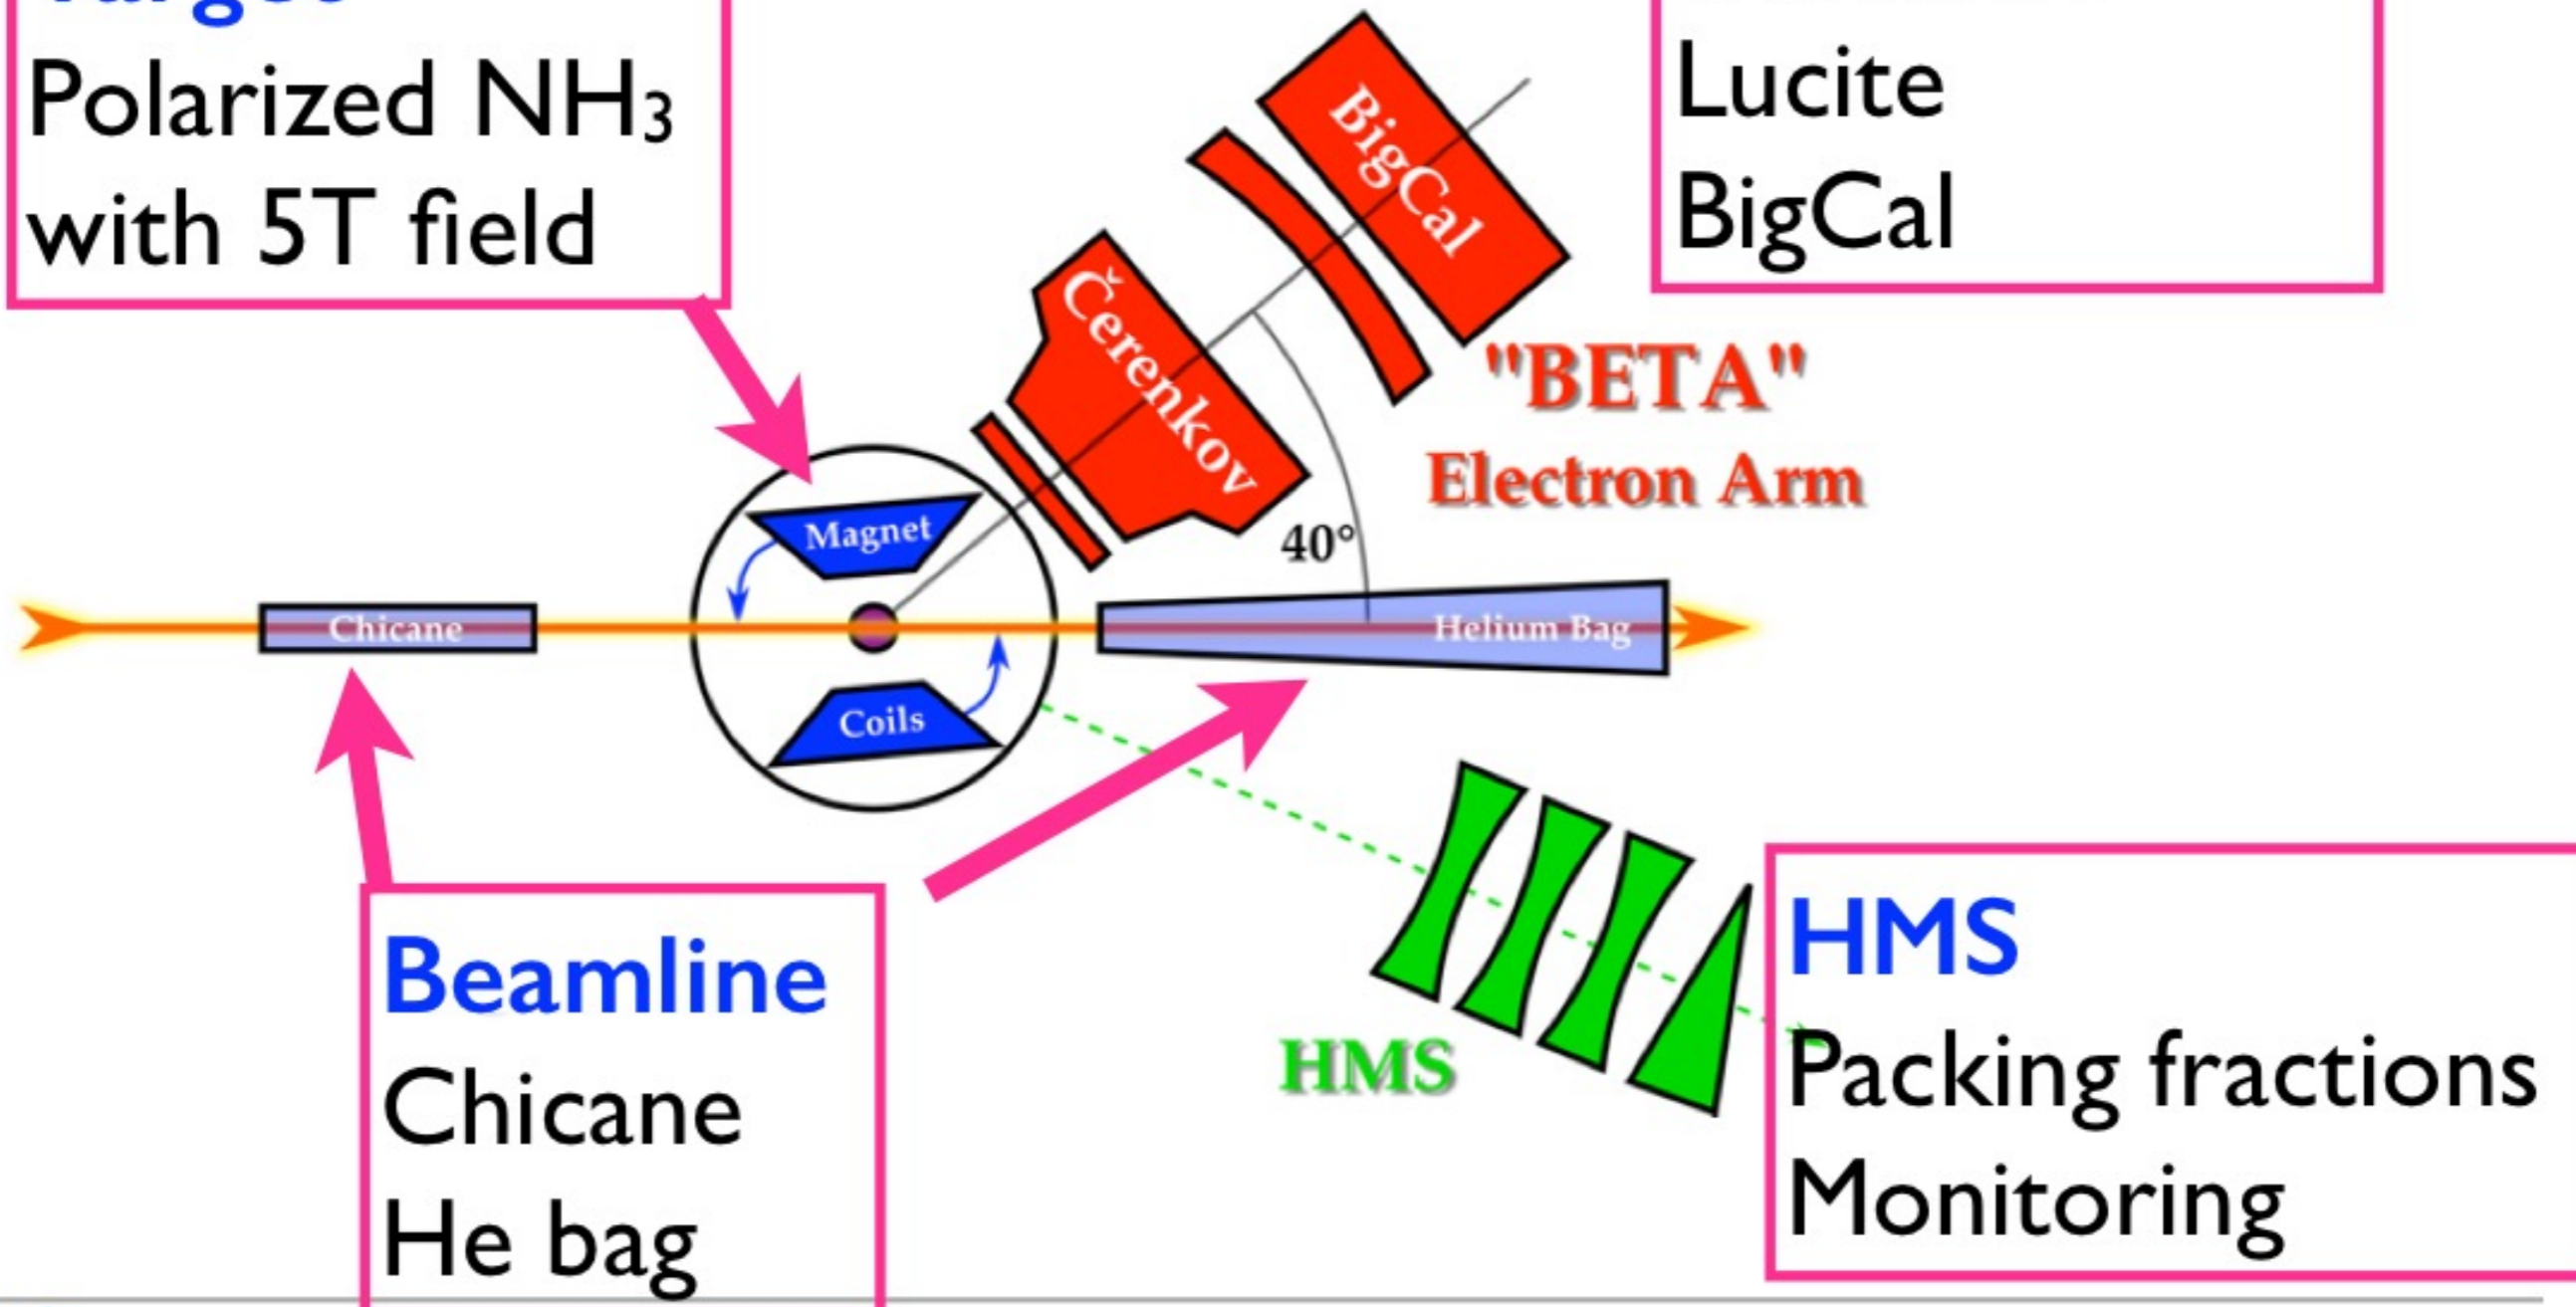 Target
Polarized NH₃
with 5T field
Lucite
BigCal
BigCal
Čerenkov
"BETA"
Electron Arm
40°
Magnet
Coils
Chicane
Helium Bag
Beamline
Chicane
He bag
HMS
HMS
Packing fractions
Monitoring